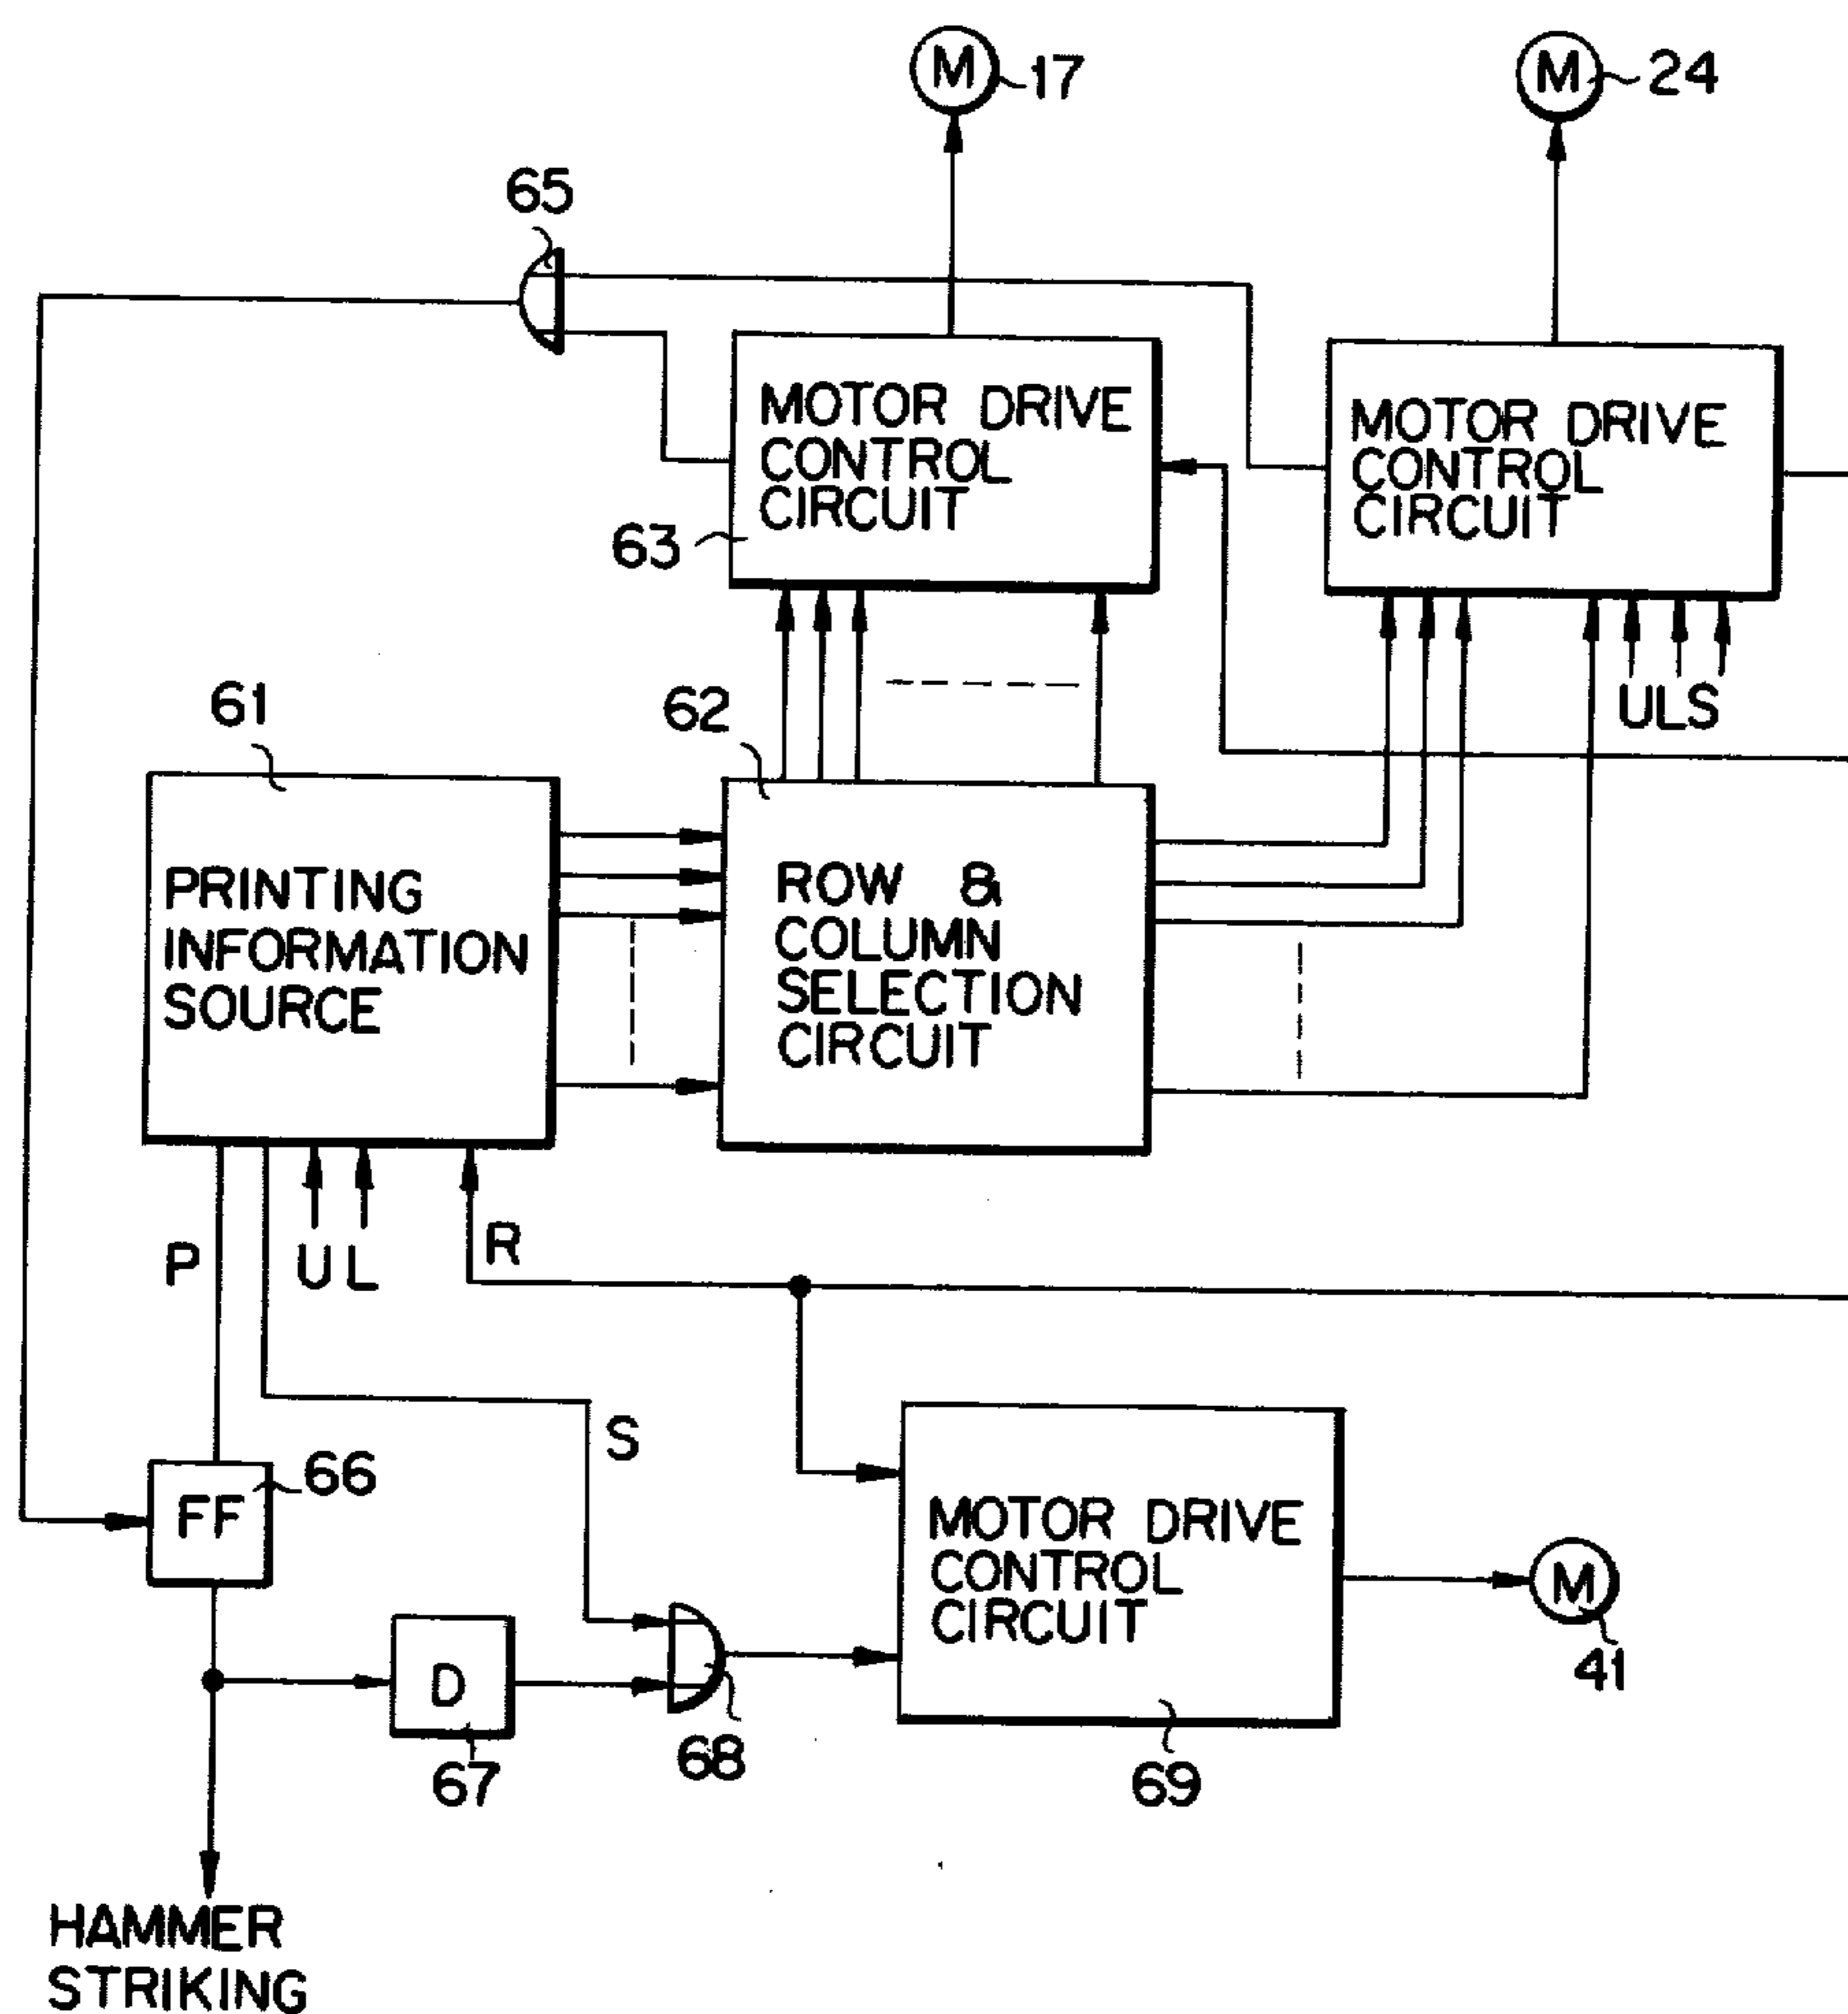 M 17
M 24
65
MOTOR DRIVE
CONTROL
CIRCUIT
63
MOTOR DRIVE
CONTROL
CIRCUIT
ULS
61
62
PRINTING
INFORMATION
SOURCE
ROW &
COLUMN
SELECTION
CIRCUIT
P
UL
R
S
FF
66
MOTOR DRIVE
CONTROL
CIRCUIT
M
41
D
67
68
69
HAMMER
STRIKING